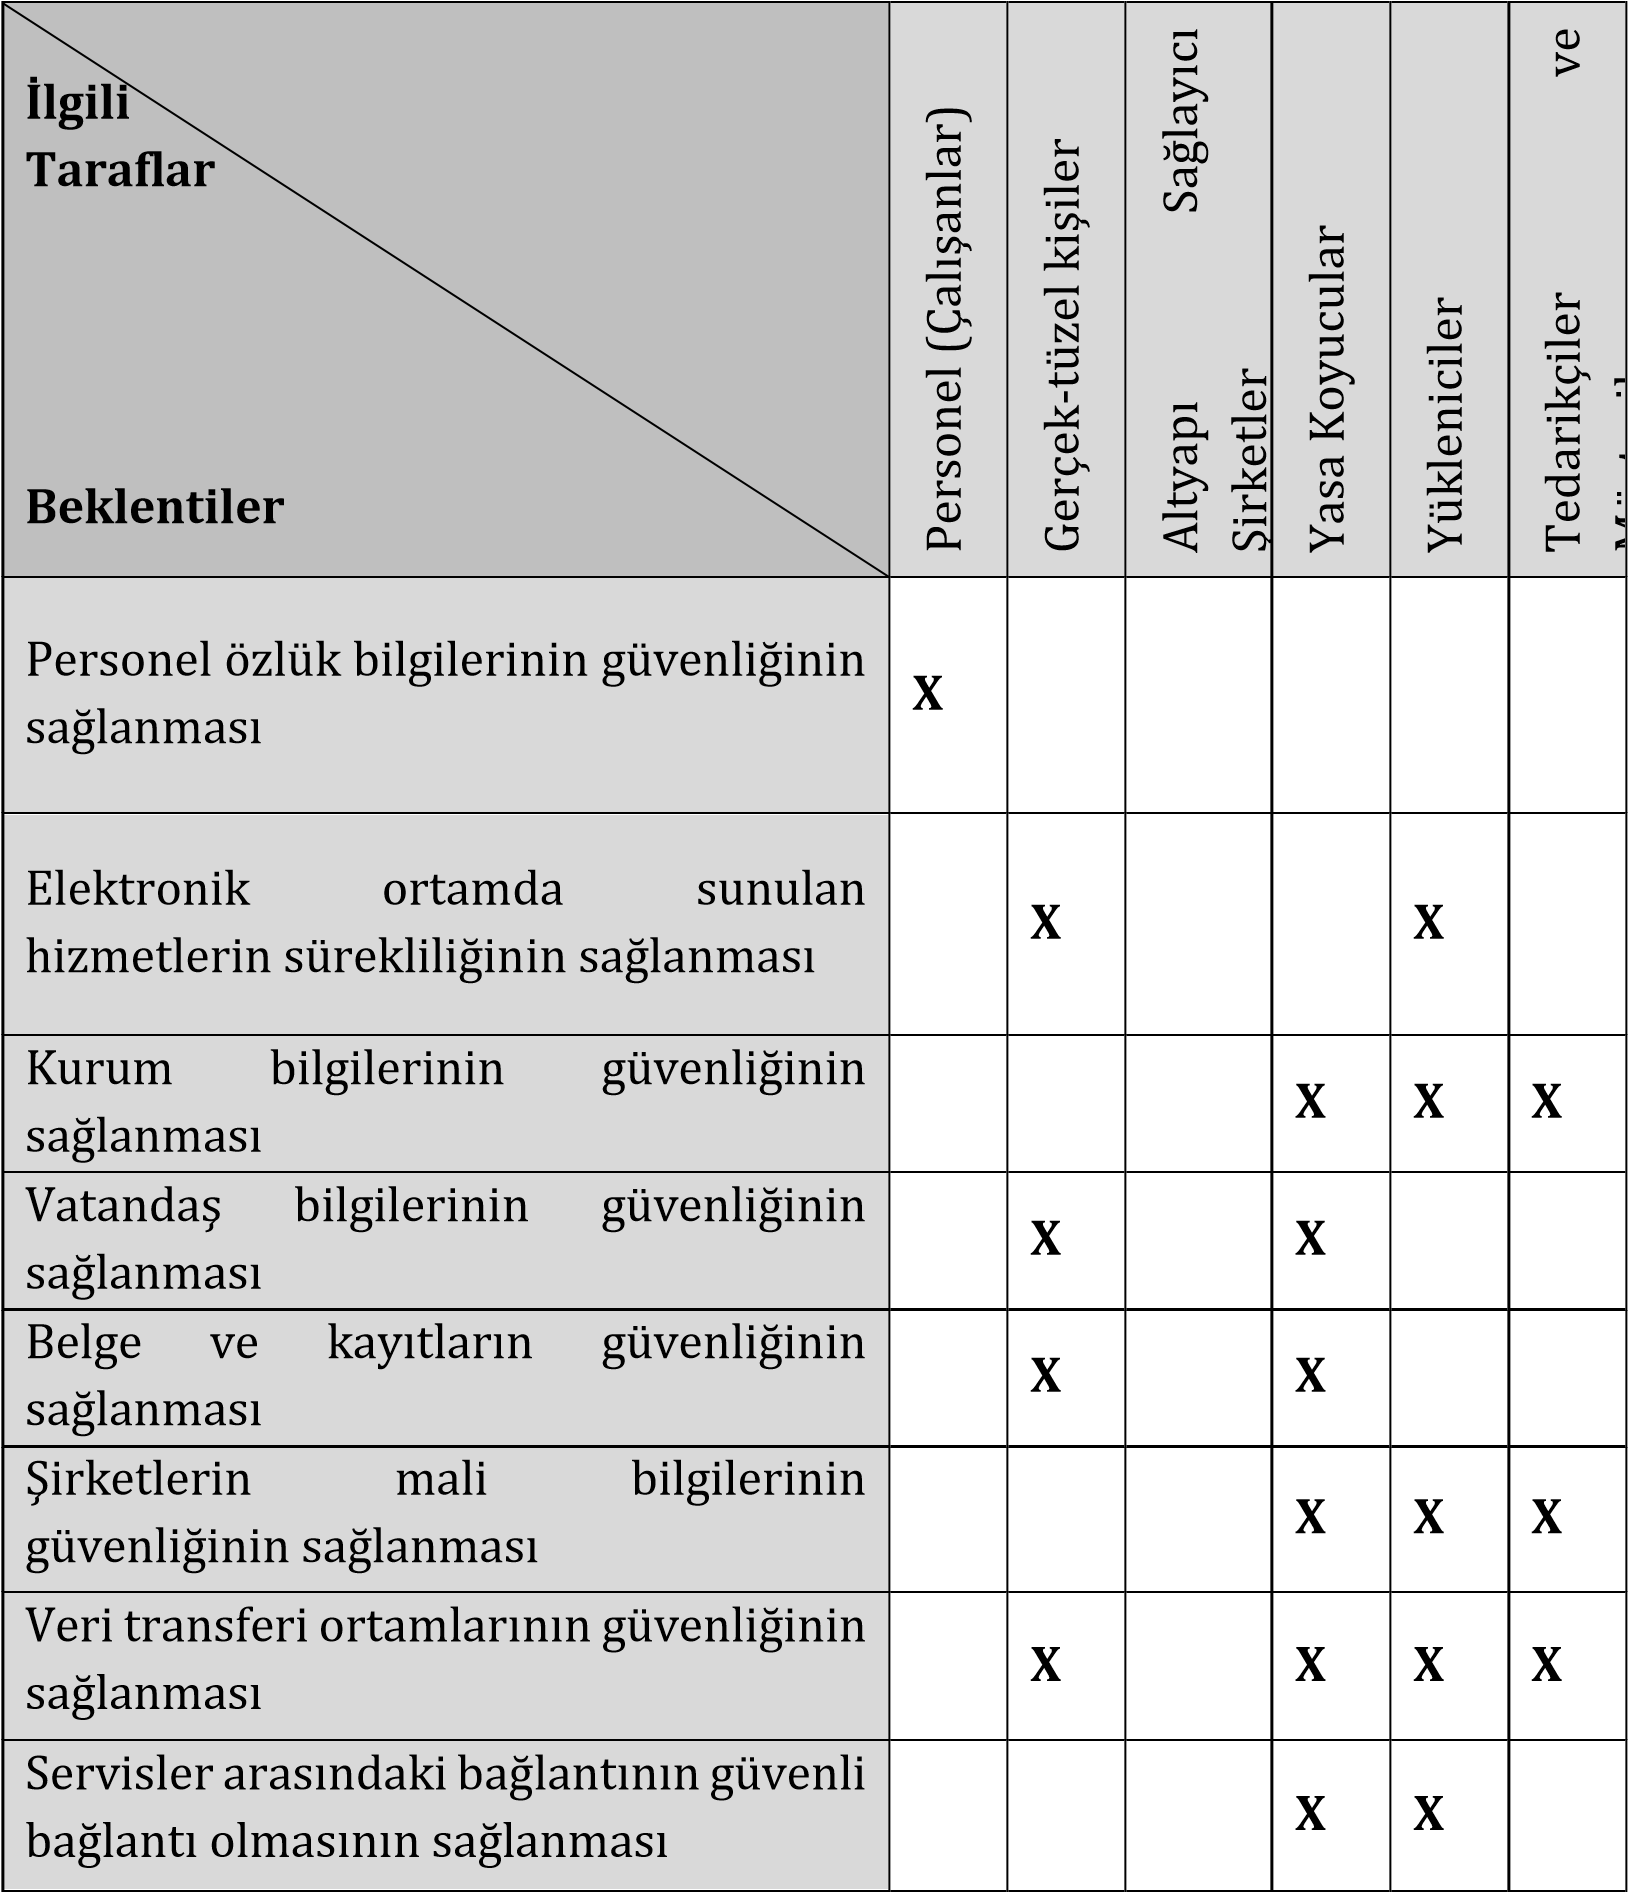 İlgili
Taraflar
Beklentiler
Personel (Çalışanlar)
Gerçek-tüzel kişiler
Altyapı Sağlayıcı
Şirketler
Yasa Koyucular
Yükleniciler
Tedarikçiler ve
Personel özlük bilgilerinin güvenliğinin
sağlanması
x
Elektronik ortamda sunulan
hizmetlerin sürekliliğinin sağlanması
x x
Kurum bilgilerinin güvenliğinin
sağlanması
x x x
Vatandaş bilgilerinin güvenliğinin
sağlanması
x x
Belge ve kayıtların güvenliğinin
sağlanması
x x
Şirketlerin mali bilgilerinin
güvenliğinin sağlanması
x x x
Veri transferi ortamlarının güvenliğinin
sağlanması
x x x x
Servisler arasındaki bağlantının güvenli
bağlantı olmasının sağlanması
x x